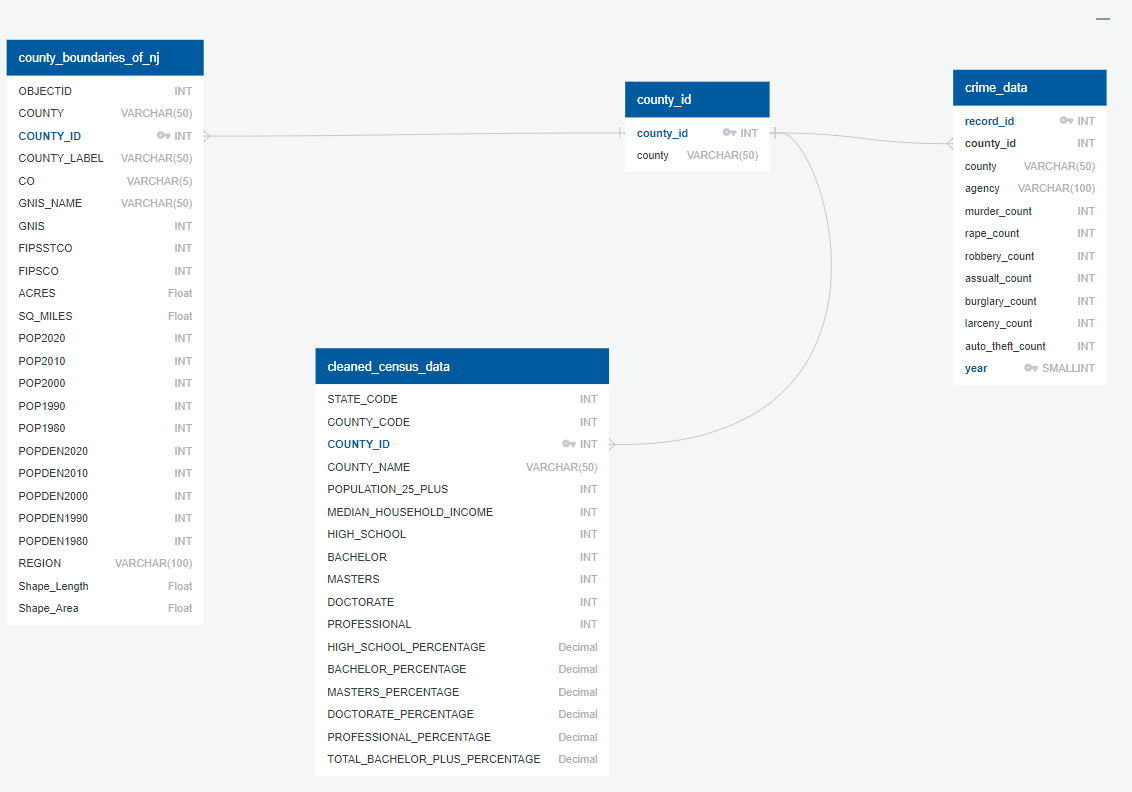 county_boundaries_of_nj
OBJECTID INT
COUNTY VARCHAR(50)
COUNTY_ID INT
COUNTY_LABEL VARCHAR(50)
CO VARCHAR(5)
GNIS_NAME VARCHAR(50)
GNIS INT
FIPSSTCO INT
FIPSCO INT
ACRES Float
SQ_MILES Float
POP2020 INT
POP2010 INT
POP2000 INT
POP1990 INT
POP1980 INT
POPDEN2020 INT
POPDEN2010 INT
POPDEN2000 INT
POPDEN1990 INT
POPDEN1980 INT
REGION VARCHAR(100)
Shape_Length Float
Shape_Area Float
cleaned_census_data
STATE_CODE INT
COUNTY_CODE INT
COUNTY_ID INT
COUNTY_NAME VARCHAR(50)
POPULATION_25_PLUS INT
MEDIAN_HOUSEHOLD_INCOME INT
HIGH_SCHOOL INT
BACHELOR INT
MASTERS INT
DOCTORATE INT
PROFESSIONAL INT
HIGH_SCHOOL_PERCENTAGE Decimal
BACHELOR_PERCENTAGE Decimal
MASTERS_PERCENTAGE Decimal
DOCTORATE_PERCENTAGE Decimal
PROFESSIONAL_PERCENTAGE Decimal
TOTAL_BACHELOR_PLUS_PERCENTAGE Decimal
county_id
county_id INT
county VARCHAR(50)
crime_data
record_id INT
county_id INT
county VARCHAR(50)
agency VARCHAR(100)
murder_count INT
rape_count INT
robbery_count INT
assualt_count INT
burglary_count INT
larceny_count INT
auto_theft_count INT
year SMALLINT